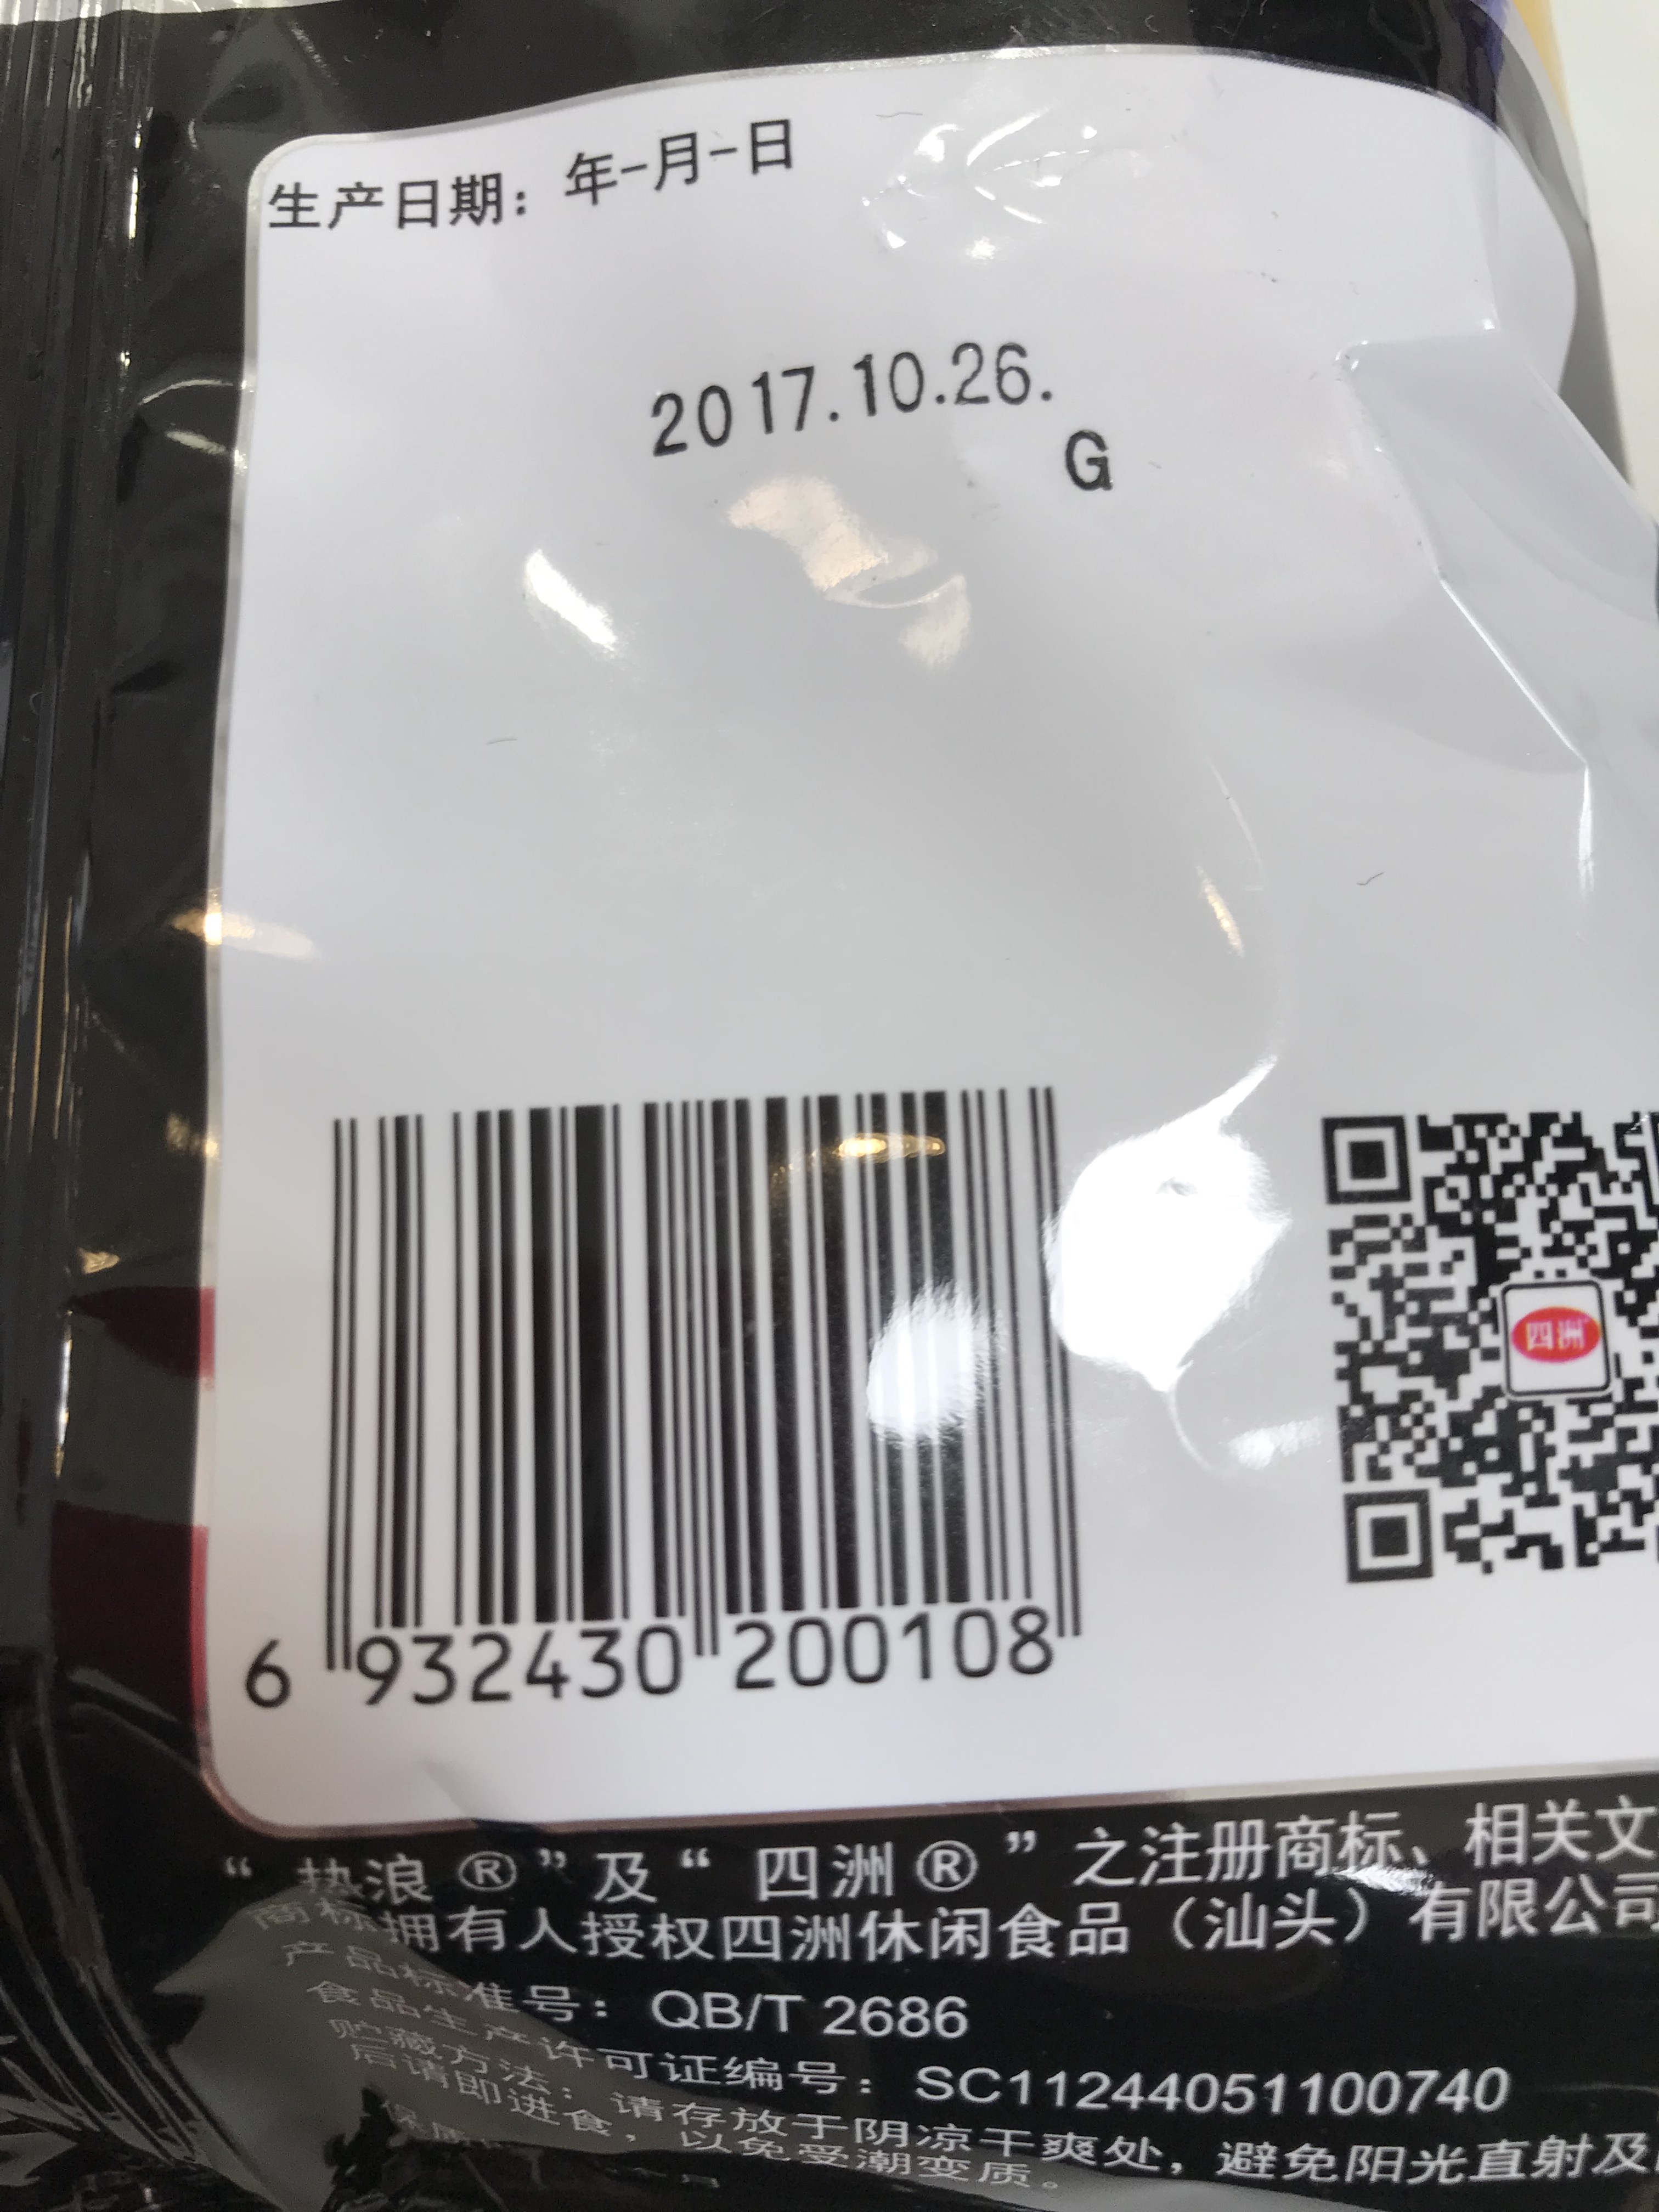 生产日期：年-月-日
2017.10.26.
G
四洲
6 932430 200108
“热浪®”及“四洲®”之注册商标、相关文
商标拥有人授权四洲休闲食品（汕头）有限公司
产品标准号：QB/T 2686
食品生产许可证编号：SC11244051100740
贮藏方法：请存放于阴凉干爽处，避免阳光直射及
后请即进食，以免受潮变质。